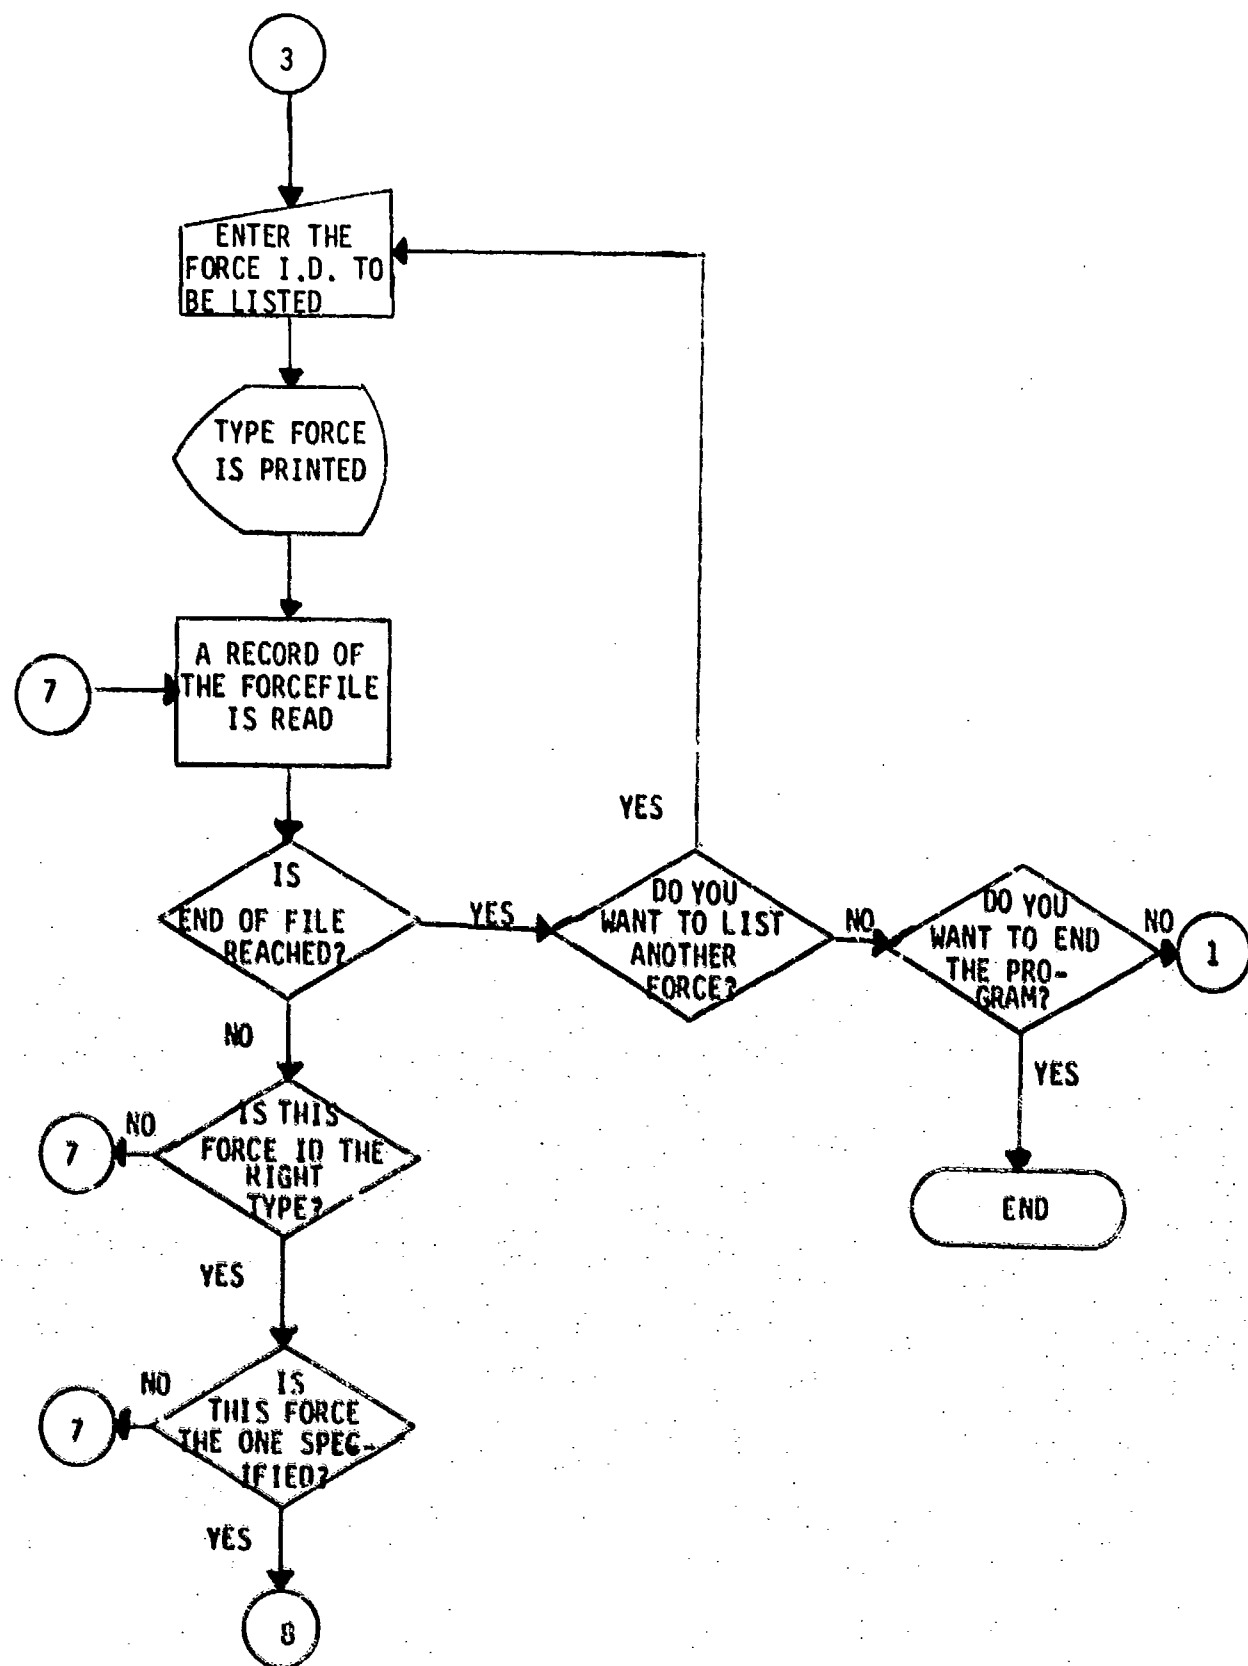 3
ENTER THE
FORCE I.D. TO
BE LISTED
TYPE FORCE
IS PRINTED
7
A RECORD OF
THE FORCEFILE
IS READ
IS
END OF FILE
REACHED?
YES
NO
YES
DO YOU
WANT TO LIST
ANOTHER
FORCE?
NO
DO YOU
WANT TO END
THE PRO-
GRAM?
NO
1
YES
END
IS THIS
FORCE ID THE
RIGHT
TYPE?
NO
7
YES
IS
THIS FORCE
THE ONE SPEC-
IFIED?
NO
7
YES
8